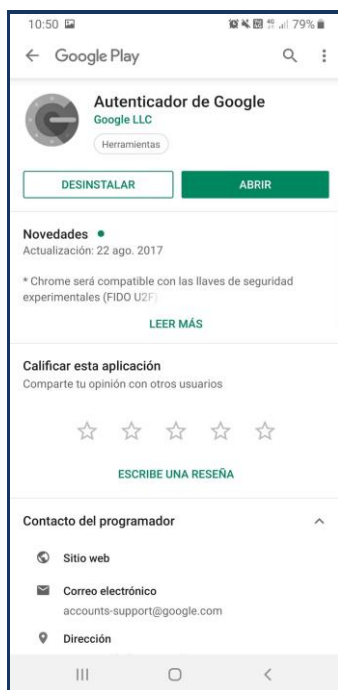 10:50 79%
Google Play
Autenticador de Google
Google LLC
Herramientas
DESINSTALAR ABRIR
Novedades
Actualización: 22 ago. 2017
* Chrome será compatible con las llaves de seguridad
experimentales (FIDO U2F)
LEER MÁS
Calificar esta aplicación
Comparte tu opinión con otros usuarios
ESCRIBE UNA RESEÑA
Contacto del programador
Sitio web
Correo electrónico
accounts-support@google.com
Dirección